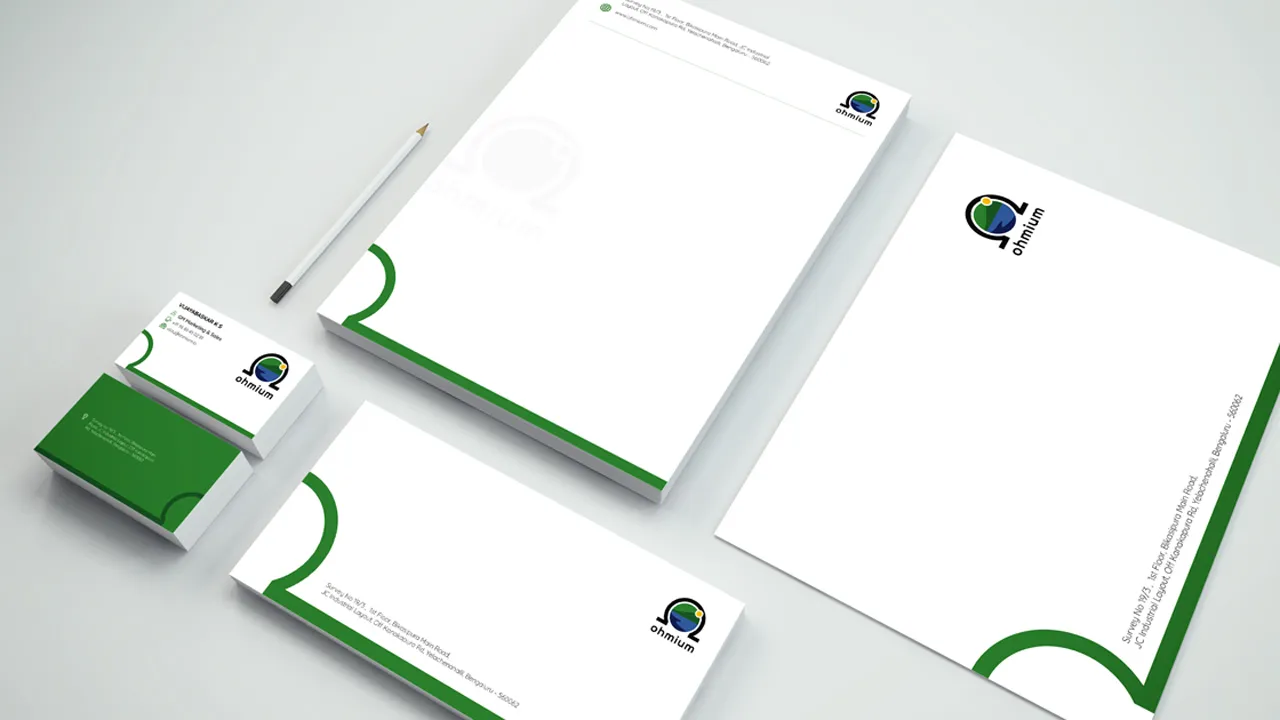 Survey No 19/3 , 1st Floor, Bikasipura Main Road, JC Industrial
Layout, Off Kanakapura Rd, Yelachenahalli, Bengaluru - 560062
www.ohmium.com
ohmium
ohmium
Survey No 19/3 , 1st Floor, Bikasipura Main Road,
JC Industrial Layout, Off Kanakapura Rd, Yelachenahalli, Bengaluru - 560062
VIJAYABASKAR K S
GM Marketing & Sales
ohmium
Survey No 19/3 , 1st Floor, Bikasipura Main Road,
JC Industrial Layout, Off Kanakapura Rd, Yelachenahalli, Bengaluru - 560062
ohmium